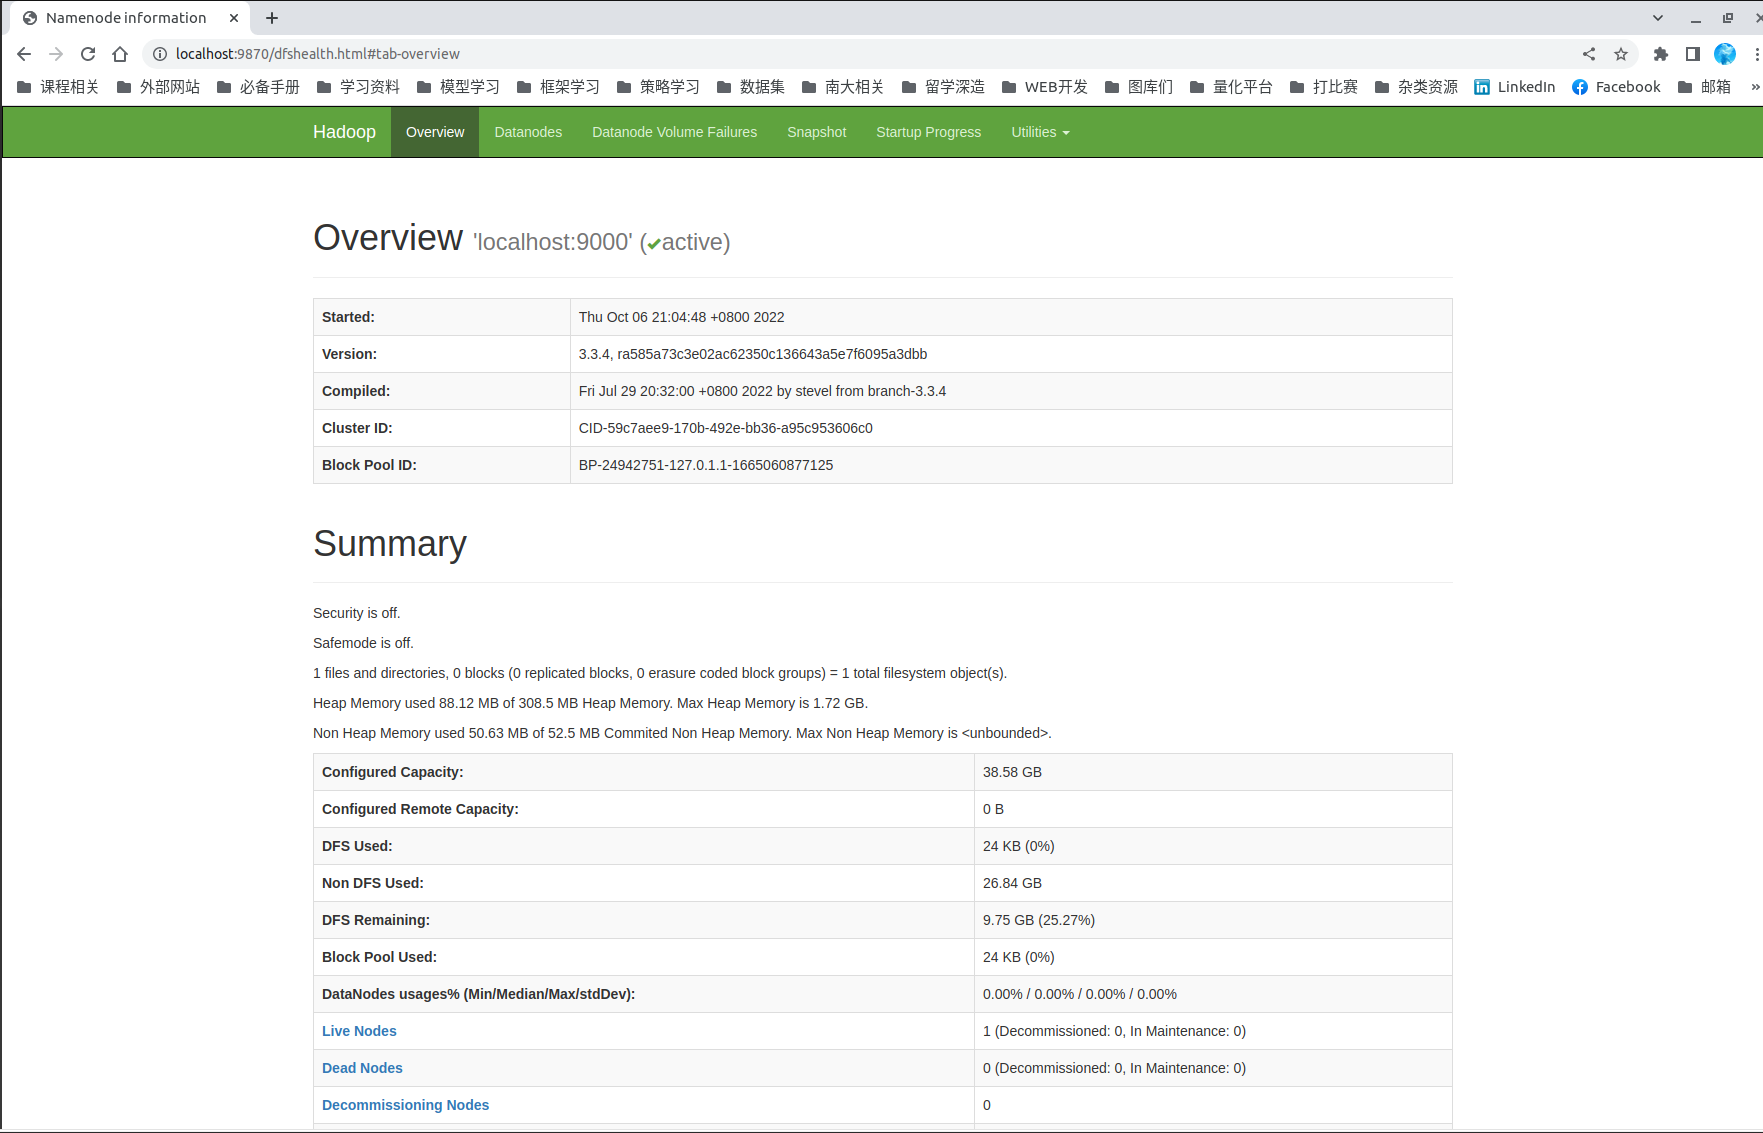 Namenode information
localhost:9870/dfshealth.html#tab-overview
课程相关 外部网站 必备手册 学习资料 模型学习 框架学习 策略学习 数据集 南大相关 留学深造 WEB开发 图库们 量化平台 打比赛 杂类资源 LinkedIn Facebook 邮箱 »
Hadoop Overview Datanodes Datanode Volume Failures Snapshot Startup Progress Utilities
Overview 'localhost:9000' (✔active)
Started: Thu Oct 06 21:04:48 +0800 2022
Version: 3.3.4, ra585a73c3e02ac62350c136643a5e7f6095a3dbb
Compiled: Fri Jul 29 20:32:00 +0800 2022 by stevel from branch-3.3.4
Cluster ID: CID-59c7aee9-170b-492e-bb36-a95c953606c0
Block Pool ID: BP-24942751-127.0.1.1-1665060877125
Summary
Security is off.
Safemode is off.
1 files and directories, 0 blocks (0 replicated blocks, 0 erasure coded block groups) = 1 total filesystem object(s).
Heap Memory used 88.12 MB of 308.5 MB Heap Memory. Max Heap Memory is 1.72 GB.
Non Heap Memory used 50.63 MB of 52.5 MB Commited Non Heap Memory. Max Non Heap Memory is <unbounded>.
Configured Capacity: 38.58 GB
Configured Remote Capacity: 0 B
DFS Used: 24 KB (0%)
Non DFS Used: 26.84 GB
DFS Remaining: 9.75 GB (25.27%)
Block Pool Used: 24 KB (0%)
DataNodes usages% (Min/Median/Max/stdDev): 0.00% / 0.00% / 0.00% / 0.00%
Live Nodes 1 (Decommissioned: 0, In Maintenance: 0)
Dead Nodes 0 (Decommissioned: 0, In Maintenance: 0)
Decommissioning Nodes 0